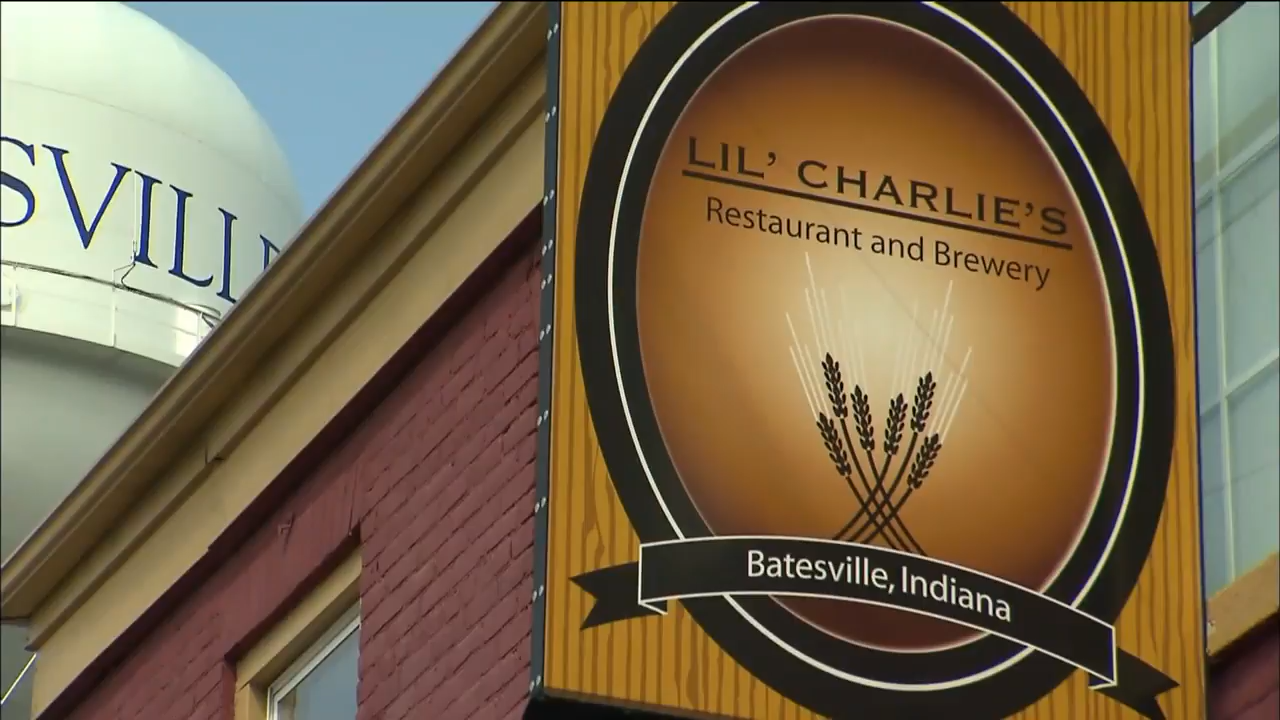 SVILL
LIL' CHARLIE'S
Restaurant and Brewery
Batesville, Indiana